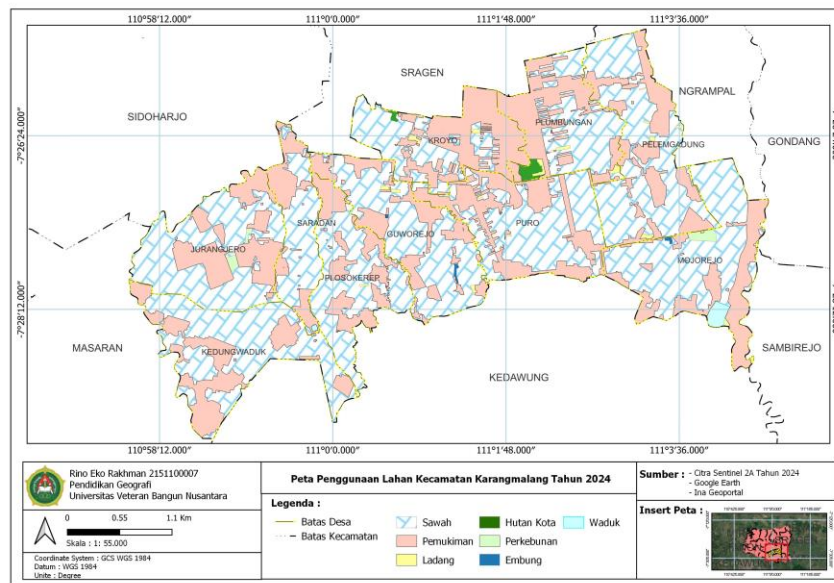 110°58'12.000" 111°0'0.000" 111°1'48.000" 111°3'36.000"
SRAGEN
NGRAMPAL
SIDOHARJO
PLUMBUNGAN
-7°26'24.000"
KROYO
PELEMGADUNG
GONDANG
SARADAN
PURO
GUWOREJO
JURANGJERO
MOJOREJO
PLOSOKEREP
-7°28'12.000"
MASARAN
KEDUNGWADUK
SAMBIREJO
KEDAWUNG
110°58'12.000" 111°0'0.000" 111°1'48.000" 111°3'36.000"
Rino Eko Rakhman 2151100007
Pendidikan Geografi
Universitas Veteran Bangun Nusantara
0 0.55 1.1 Km
Skala : 1: 55.000
Coordinate System : GCS WGS 1984
Datum : WGS 1984
Unite : Degree
Peta Penggunaan Lahan Kecamatan Karangmalang Tahun 2024
Legenda :
Batas Desa
Batas Kecamatan
Sawah
Pemukiman
Ladang
Hutan Kota
Perkebunan
Embung
Waduk
Sumber : - Citra Sentinel 2A Tahun 2024
- Google Earth
- Ina Geoportal
Insert Peta :